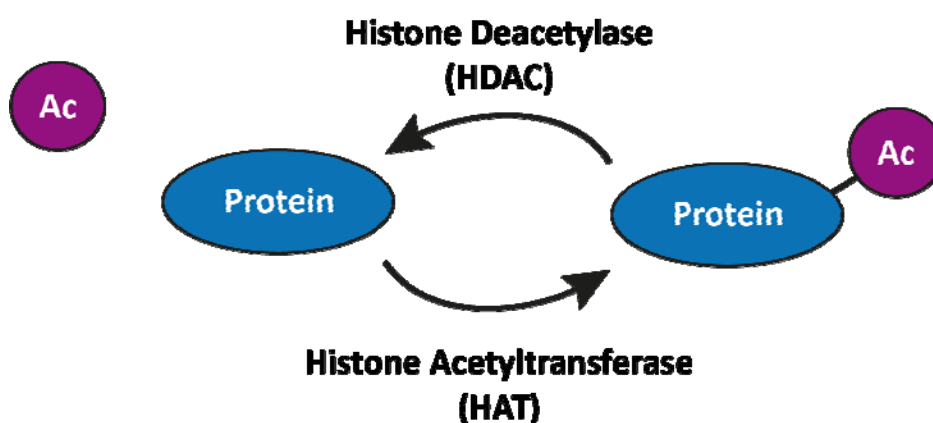 Histone Deacetylase
(HDAC)
Ac
Ac
Protein
Protein
Histone Acetyltransferase
(HAT)